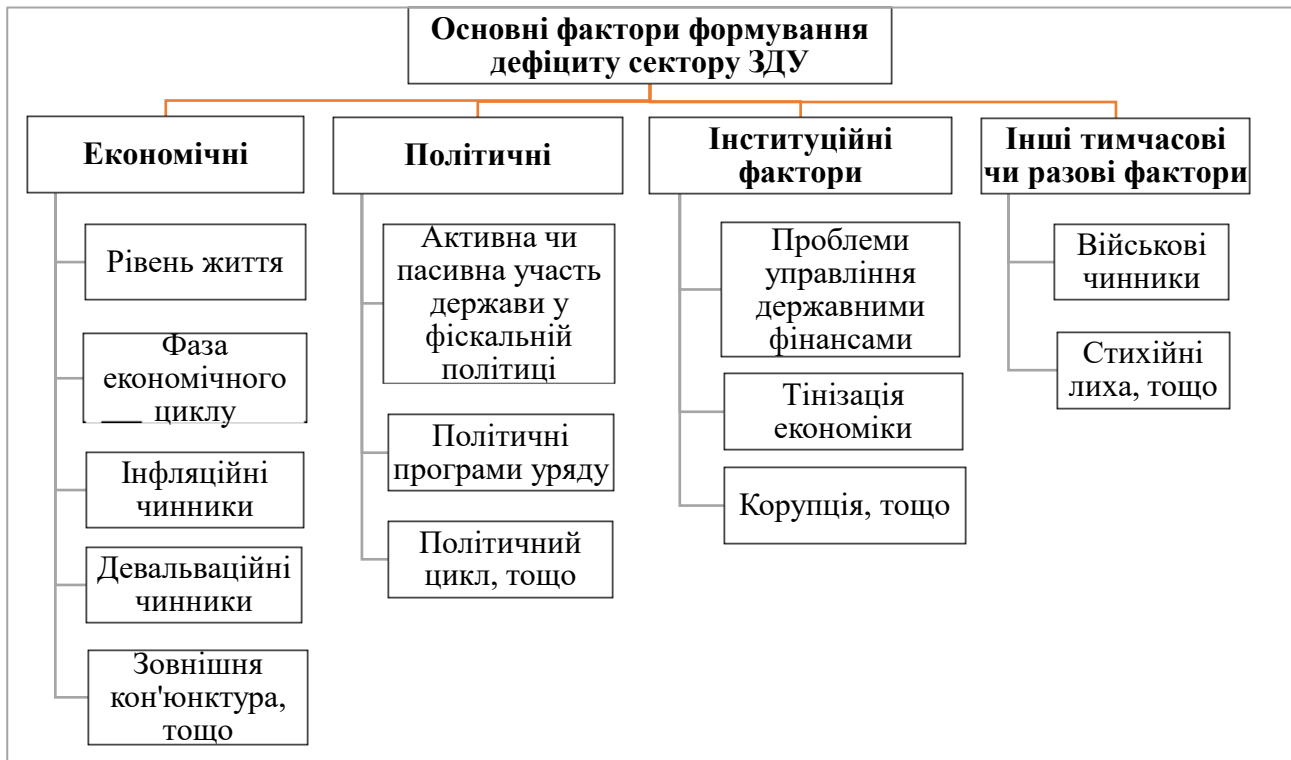 Основні фактори формування
дефіциту сектору ЗДУ
Економічні
Рівень життя
Фаза
економічного
циклу
Інфляційні
чинники
Девальваційні
чинники
Зовнішня
кон'юнктура,
тощо
Політичні
Активна чи
пасивна участь
держави у
фіскальній
політиці
Політичні
програми уряду
Політичний
цикл, тощо
Інституційні
фактори
Проблеми
управління
державними
фінансами
Тінізація
економіки
Корупція, тощо
Інші тимчасові
чи разові фактори
Військові
чинники
Стихійні
лиха, тощо